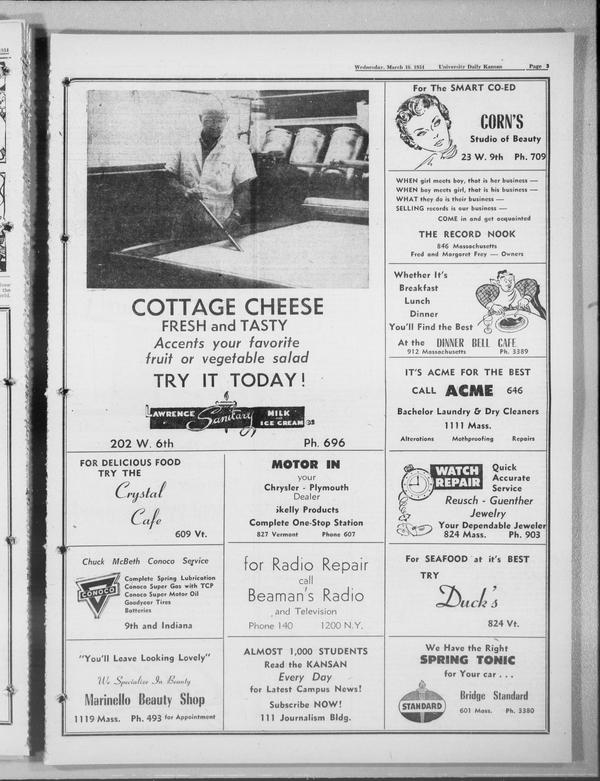 Wednesday, March 10, 1954 University Daily Kansan Page 3
COTTAGE CHEESE
FRESH and TASTY
Accents your favorite
fruit or vegetable salad
TRY IT TODAY!
LAWRENCE Sanitary MILK and ICE CREAM CO
202 W. 6th Ph. 696
For The SMART CO-ED
CORN'S
Studio of Beauty
23 W. 9th Ph. 709
WHEN girl meets boy, that is her business —
WHEN boy meets girl, that is his business —
WHAT they do is their business —
SELLING records is our business —
COME in and get acquainted
THE RECORD NOOK
846 Massachusetts
Fred and Margaret Frey — Owners
Whether It's
Breakfast
Lunch
Dinner
You'll Find the Best
At the DINNER BELL CAFE
912 Massachusetts Ph. 3389
IT'S ACME FOR THE BEST
CALL ACME 646
Bachelor Laundry & Dry Cleaners
1111 Mass.
Alterations Mothproofing Repairs
FOR DELICIOUS FOOD
TRY THE
Crystal
Cafe
609 Vt.
MOTOR IN
your
Chrysler - Plymouth
Dealer
skelly Products
Complete One-Stop Station
827 Vermont Phone 607
WATCH
REPAIR
Quick
Accurate
Service
Reusch - Guenther
Jewelry
Your Dependable Jeweler
824 Mass. Ph. 903
Chuck McBeth Conoco Service
CONOCO
Complete Spring Lubrication
Conoco Super Gas with TCP
Conoco Super Motor Oil
Goodyear Tires
Batteries
9th and Indiana
for Radio Repair
call
Beaman's Radio
and Television
Phone 140 1200 N.Y.
For SEAFOOD at it's BEST
TRY
Duck's
824 Vt.
"You'll Leave Looking Lovely"
We Specialize In Beauty
Marinello Beauty Shop
1119 Mass. Ph. 493 for Appointment
ALMOST 1,000 STUDENTS
Read the KANSAN
Every Day
for Latest Campus News!
Subscribe NOW!
111 Journalism Bldg.
We Have the Right
SPRING TONIC
for Your car . . .
STANDARD
Bridge Standard
601 Mass. Ph. 3380